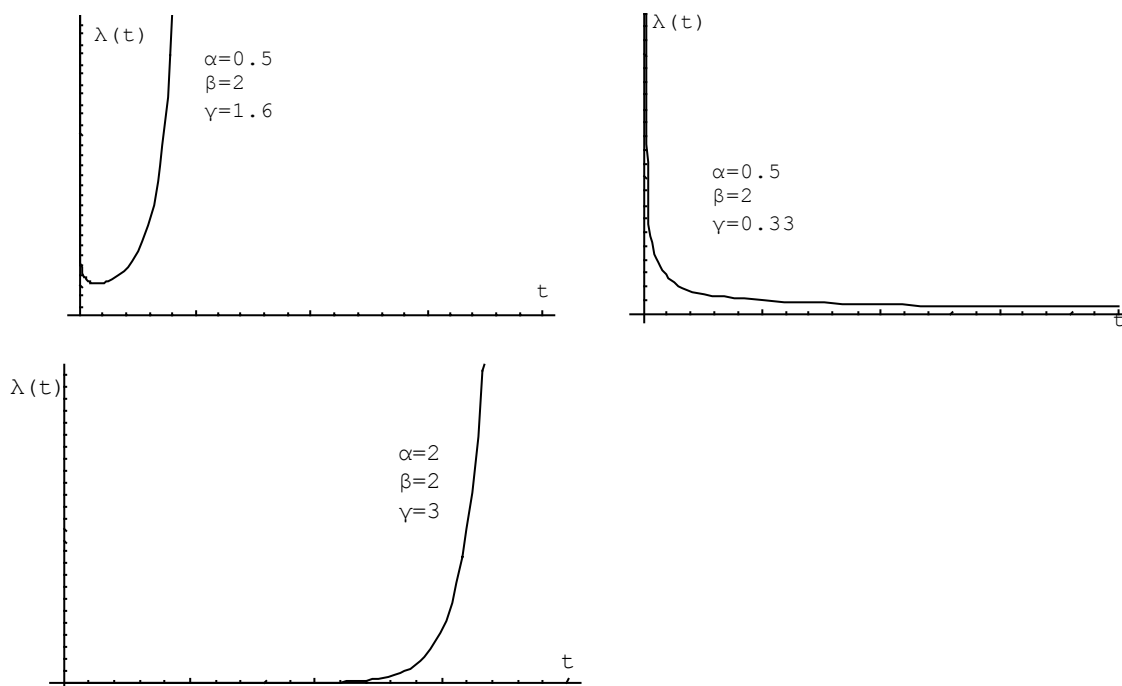 λ(t)
α=0.5
β=2
γ=1.6
t
λ(t)
α=0.5
β=2
γ=0.33
t
λ(t)
α=2
β=2
γ=3
t